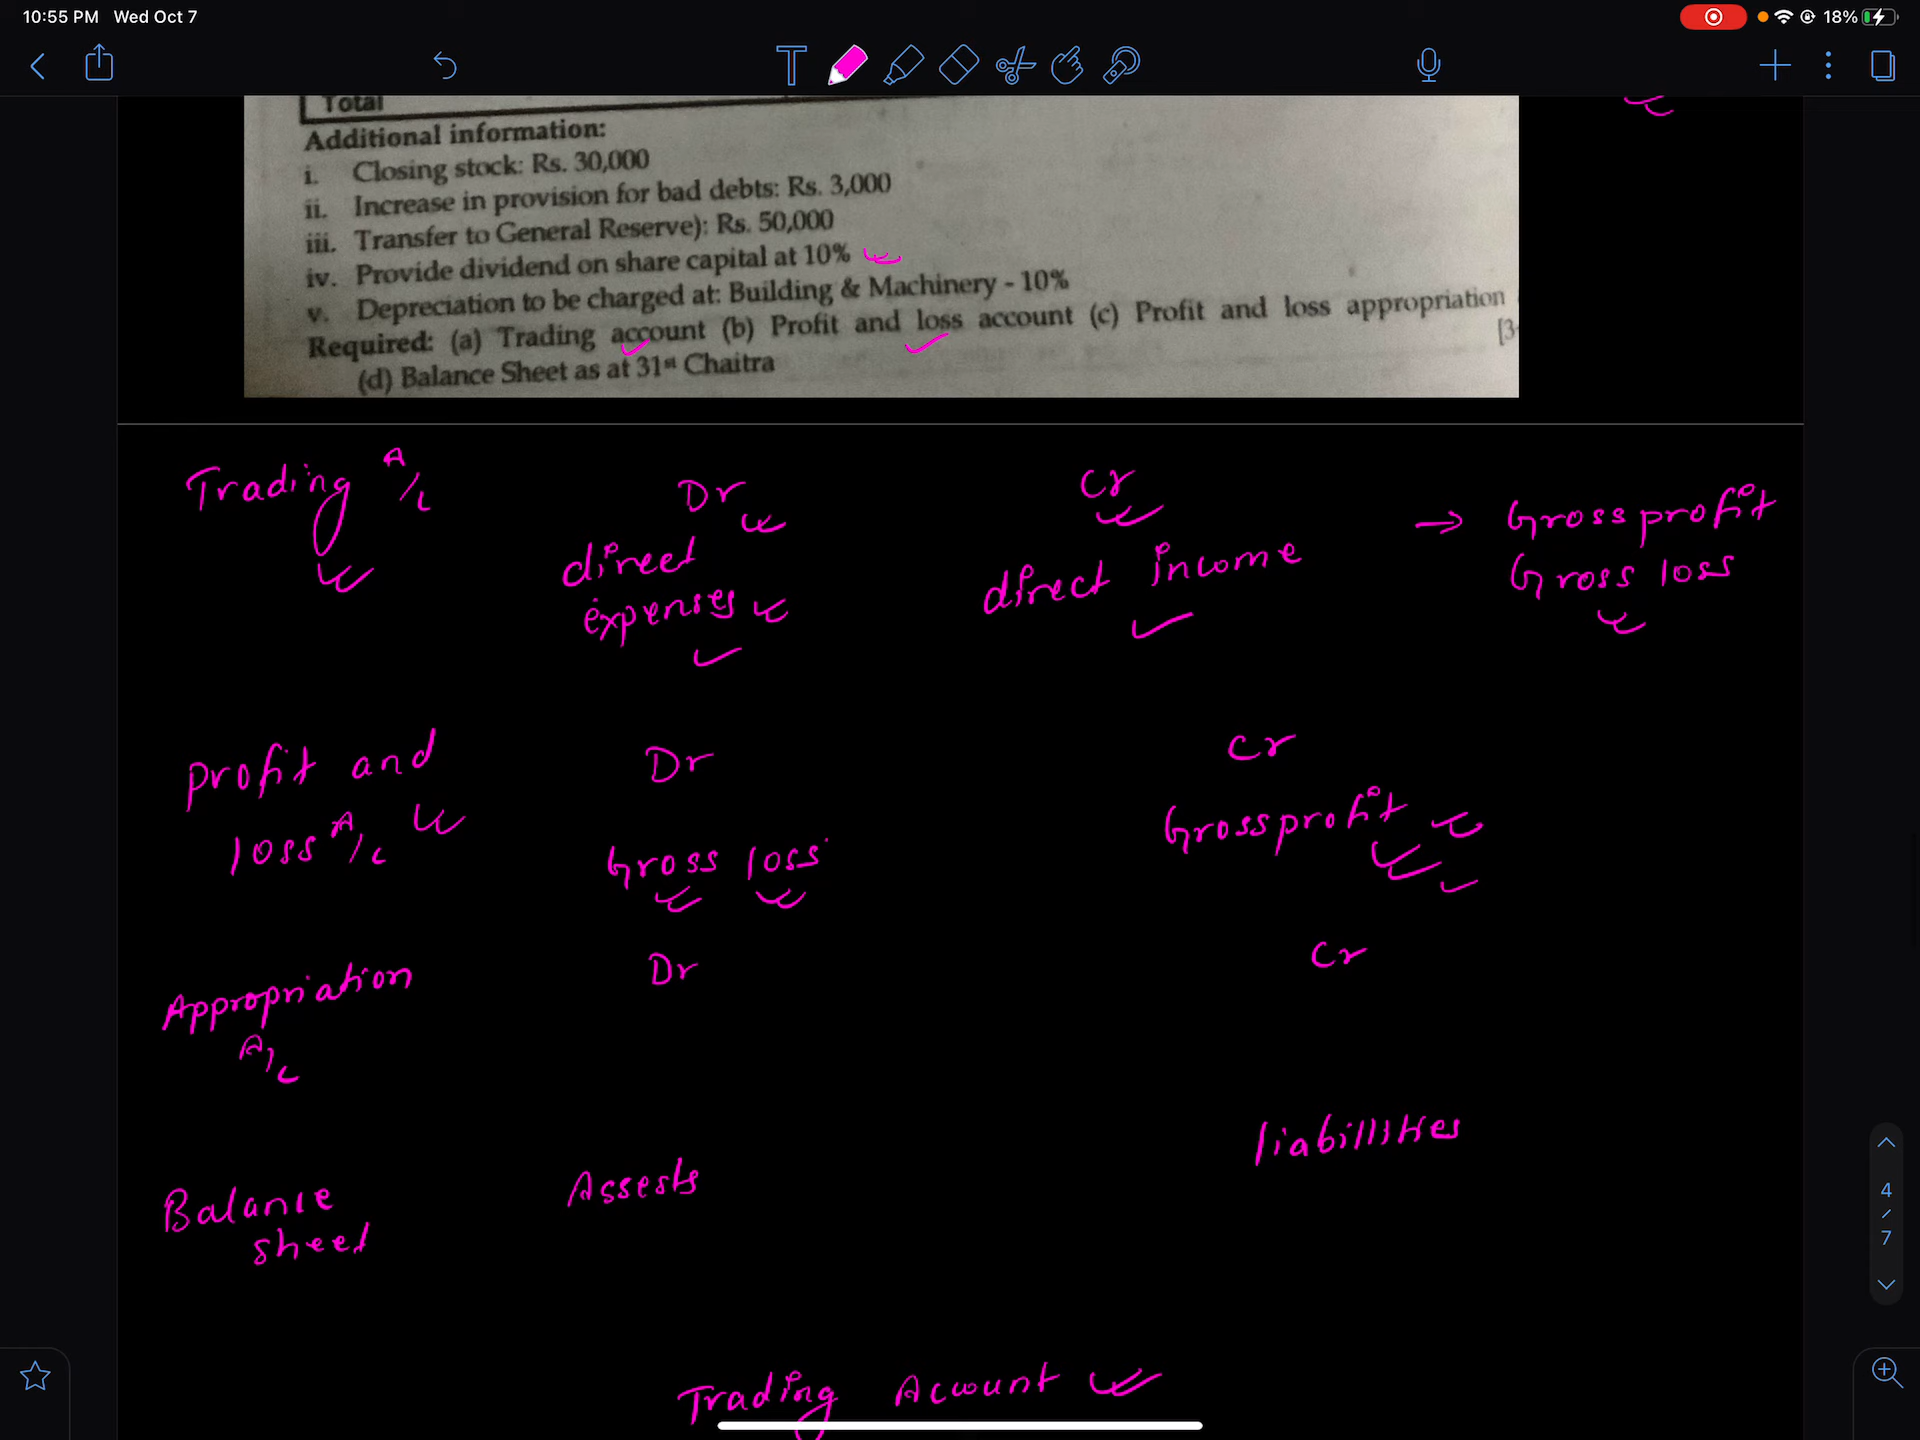 10:55 PM Wed Oct 7
18%
T
Total
Additional information:
i. Closing stock: Rs. 30,000
ii. Increase in provision for bad debts: Rs. 3,000
iii. Transfer to General Reserve): Rs. 50,000
iv. Provide dividend on share capital at 10%
v. Depreciation to be charged at: Building & Machinery - 10%
Required: (a) Trading account (b) Profit and loss account (c) Profit and loss appropriation
[3
(d) Balance Sheet as at 31st Chaitra
Trading A/c Dr Cr → Gross profit
direct expenses direct income Gross loss
Profit and Dr Cr
loss A/c Gross loss Gross profit
Appropriation Dr Cr
A/c
Balance Assests liabillities
sheet
4
/
7
Trading Account